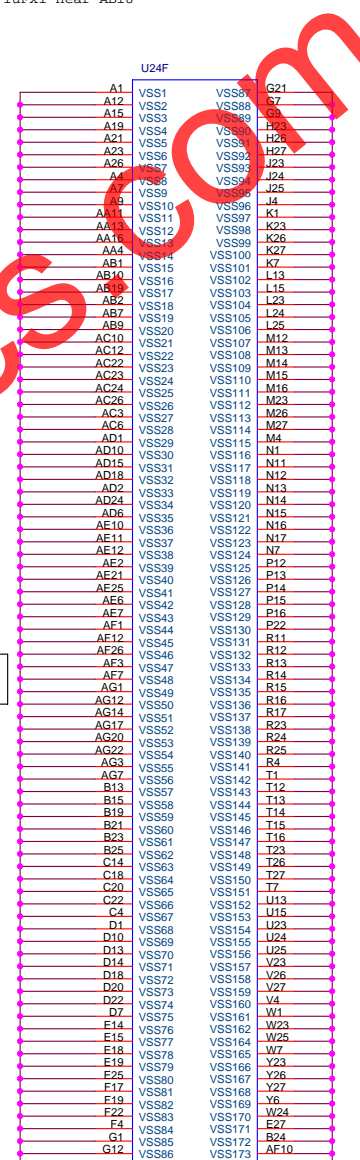 U24F
A1 VSS1 VSS87 G21
A12 VSS2 VSS88 G7
A15 VSS3 VSS89 G9
A19 VSS4 VSS90 H23
A21 VSS5 VSS91 H26
A23 VSS6 VSS92 H27
A26 VSS7 VSS93 J23
A4 VSS8 VSS94 J24
A7 VSS9 VSS95 J25
A9 VSS10 VSS96 J4
AA11 VSS11 VSS97 K1
AA13 VSS12 VSS98 K23
AA16 VSS13 VSS99 K26
AA4 VSS14 VSS100 K27
AB1 VSS15 VSS101 K7
AB10 VSS16 VSS102 L13
AB19 VSS17 VSS103 L15
AB2 VSS18 VSS104 L23
AB7 VSS19 VSS105 L24
AB9 VSS20 VSS106 L25
AC10 VSS21 VSS107 M12
AC12 VSS22 VSS108 M13
AC22 VSS23 VSS109 M14
AC23 VSS24 VSS110 M15
AC24 VSS25 VSS111 M16
AC26 VSS26 VSS112 M23
AC3 VSS27 VSS113 M26
AC6 VSS28 VSS114 M27
AD1 VSS29 VSS115 M4
AD10 VSS30 VSS116 N1
AD15 VSS31 VSS117 N11
AD18 VSS32 VSS118 N12
AD2 VSS33 VSS119 N13
AD24 VSS34 VSS120 N14
AD6 VSS35 VSS121 N15
AE10 VSS36 VSS122 N16
AE11 VSS37 VSS123 N17
AE12 VSS38 VSS124 N7
AE2 VSS39 VSS125 P12
AE21 VSS40 VSS126 P13
AE25 VSS41 VSS127 P14
AE6 VSS42 VSS128 P15
AE7 VSS43 VSS129 P16
AF1 VSS44 VSS130 P22
AF12 VSS45 VSS131 R11
AF26 VSS46 VSS132 R12
AF3 VSS47 VSS133 R13
AF7 VSS48 VSS134 R14
AG1 VSS49 VSS135 R15
AG12 VSS50 VSS136 R16
AG14 VSS51 VSS137 R17
AG17 VSS52 VSS138 R23
AG20 VSS53 VSS139 R24
AG22 VSS54 VSS140 R25
AG3 VSS55 VSS141 R4
AG7 VSS56 VSS142 T1
B13 VSS57 VSS143 T12
B15 VSS58 VSS144 T13
B19 VSS59 VSS145 T14
B21 VSS60 VSS146 T15
B23 VSS61 VSS147 T16
B25 VSS62 VSS148 T23
C14 VSS63 VSS149 T26
C18 VSS64 VSS150 T27
C20 VSS65 VSS151 T7
C22 VSS66 VSS152 U13
C4 VSS67 VSS153 U15
D1 VSS68 VSS154 U23
D10 VSS69 VSS155 U24
D13 VSS70 VSS156 U25
D14 VSS71 VSS157 V23
D18 VSS72 VSS158 V26
D20 VSS73 VSS159 V27
D22 VSS74 VSS160 V4
D7 VSS75 VSS161 W1
E14 VSS76 VSS162 W23
E15 VSS77 VSS164 W25
E18 VSS78 VSS165 W7
E19 VSS79 VSS166 Y23
E25 VSS80 VSS167 Y26
F17 VSS81 VSS168 Y27
F19 VSS82 VSS169 Y6
F22 VSS83 VSS170 W24
F4 VSS84 VSS171 E27
G1 VSS85 VSS172 B24
G12 VSS86 VSS173 AF10
cs.com